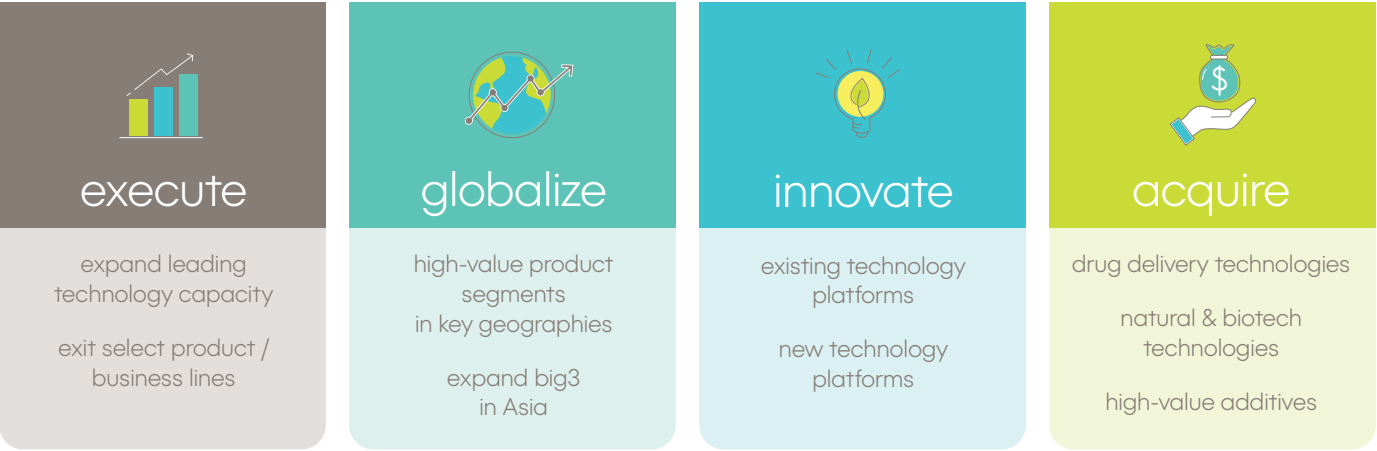 execute
expand leading
technology capacity
exit select product /
business lines
globalize
high-value product
segments
in key geographies
expand big3
in Asia
innovate
existing technology
platforms
new technology
platforms
$
acquire
drug delivery technologies
natural & biotech
technologies
high-value additives